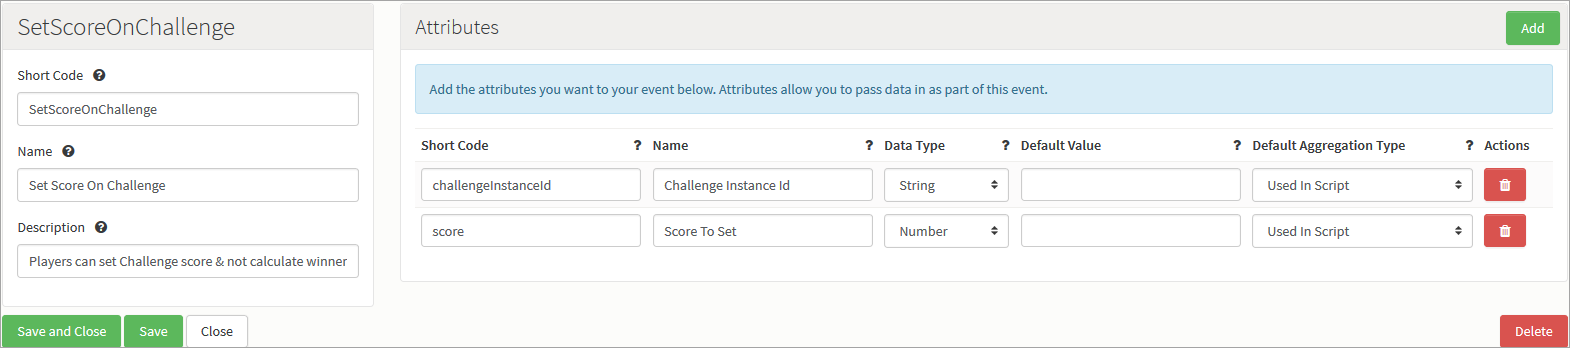 SetScoreOnChallenge
Short Code ?
SetScoreOnChallenge
Name ?
Set Score On Challenge
Description ?
Players can set Challenge score & not calculate winner
Save and Close Save Close
Attributes
Add
Add the attributes you want to your event below. Attributes allow you to pass data in as part of this event.
Short Code ? Name ? Data Type ? Default Value ? Default Aggregation Type ? Actions
challengeInstanceId Challenge Instance Id String Used In Script
score Score To Set Number Used In Script
Delete